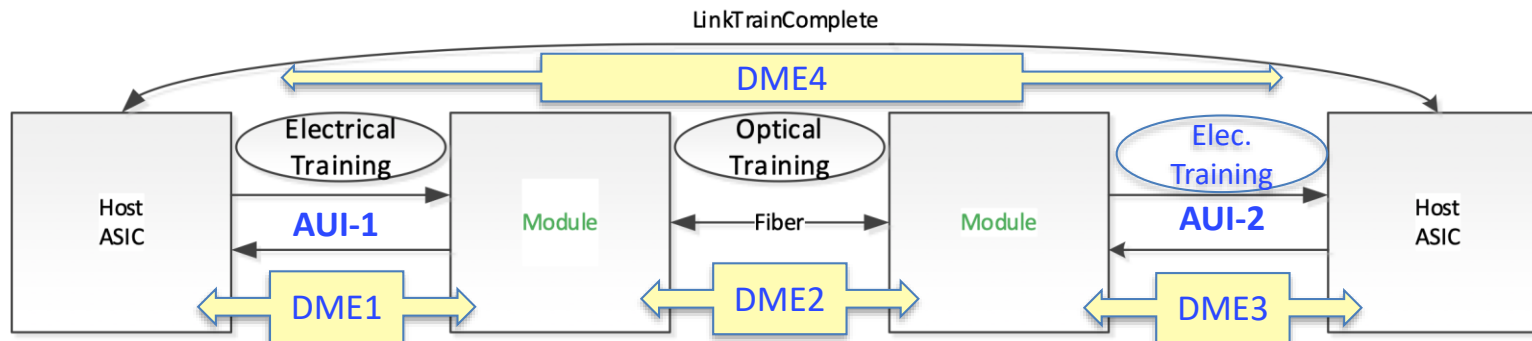 LinkTrainComplete
DME4
Electrical
Training
Optical
Training
Elec.
Training
Host
ASIC
AUI-1
Module
Fiber
Module
AUI-2
Host
ASIC
DME1
DME2
DME3